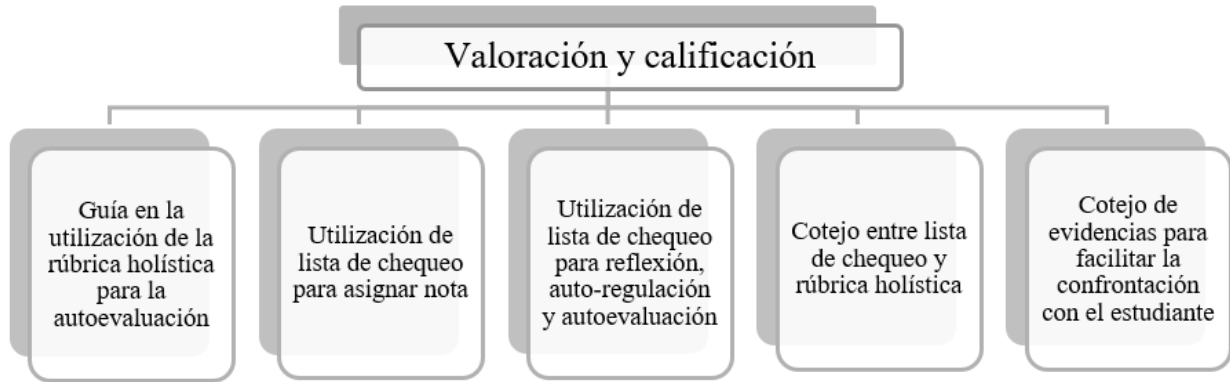 Valoración y calificación
Guía en la
utilización de la
rúbrica holística
para la
autoevaluación
Utilización de
lista de chequeo
para asignar nota
Utilización de
lista de chequeo
para reflexión,
auto-regulación
y autoevaluación
Cotejo entre lista
de chequeo y
rúbrica holística
Cotejo de
evidencias para
facilitar la
confrontación
con el estudiante